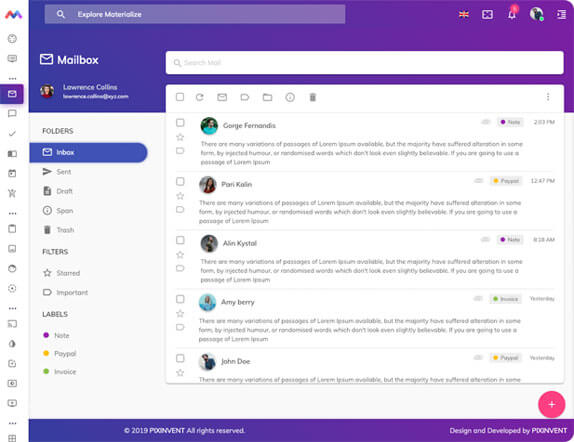 Explore Materialize
5
Mailbox
Search Mail
Lawrence Collins
lawrence.collins@xyz.com
FOLDERS
Inbox
Sent
Draft
Span
Trash
FILTERS
Starred
Important
LABELS
Note
Paypal
Invoice
Gorge Fernandis
Note
2:03 PM
There are many variations of passages of Lorem Ipsum available, but the majority have suffered alteration in some
form, by injected humour, or randomised words which don't look even slightly believable. If you are going to use a
passage of Lorem Ipsum
Pari Kalin
Paypal
12:47 PM
There are many variations of passages of Lorem Ipsum available, but the majority have suffered alteration in some
form, by injected humour, or randomised words which don't look even slightly believable. If you are going to use a
passage of Lorem Ipsum
Alin Kystal
Note
8:18 AM
There are many variations of passages of Lorem Ipsum available, but the majority have suffered alteration in some
form, by injected humour, or randomised words which don't look even slightly believable. If you are going to use a
passage of Lorem Ipsum
Amy berry
Invoice
Yesterday
There are many variations of passages of Lorem Ipsum available, but the majority have suffered alteration in some
form, by injected humour, or randomised words which don't look even slightly believable. If you are going to use a
passage of Lorem Ipsum
John Doe
Paypal
Yesterday
There are many variations of passages of Lorem Ipsum available, but the majority have suffered alteration in some
© 2019 PIXINVENT All rights reserved.
Design and Developed by PIXINVENT